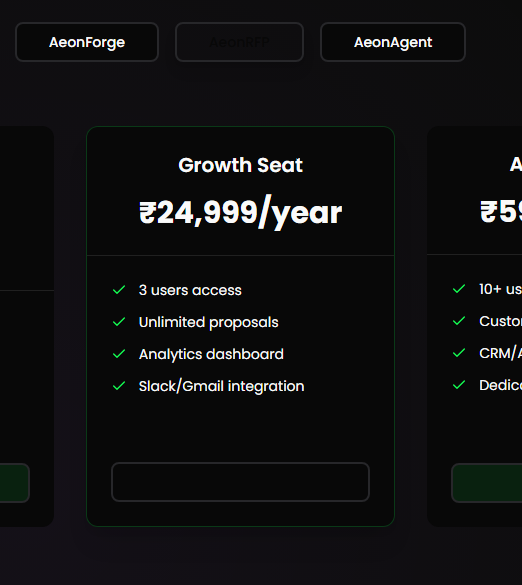 AeonForge
AeonRFP
AeonAgent
Growth Seat
₹24,999/year
3 users access
Unlimited proposals
Analytics dashboard
Slack/Gmail integration
A
₹59
10+ us
Custo
CRM/A
Dedic